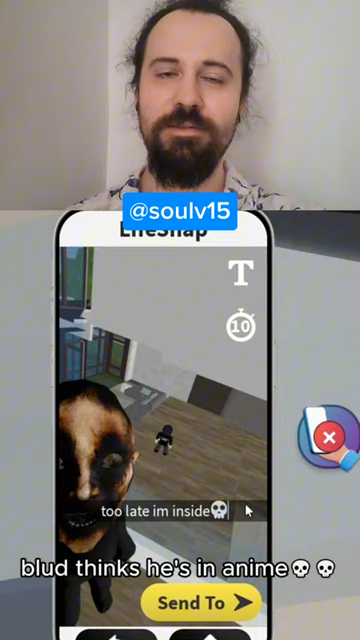 @soulv15
LifeSnap
T
10
too late im inside💀
blud thinks he's in anime💀 💀
Send To